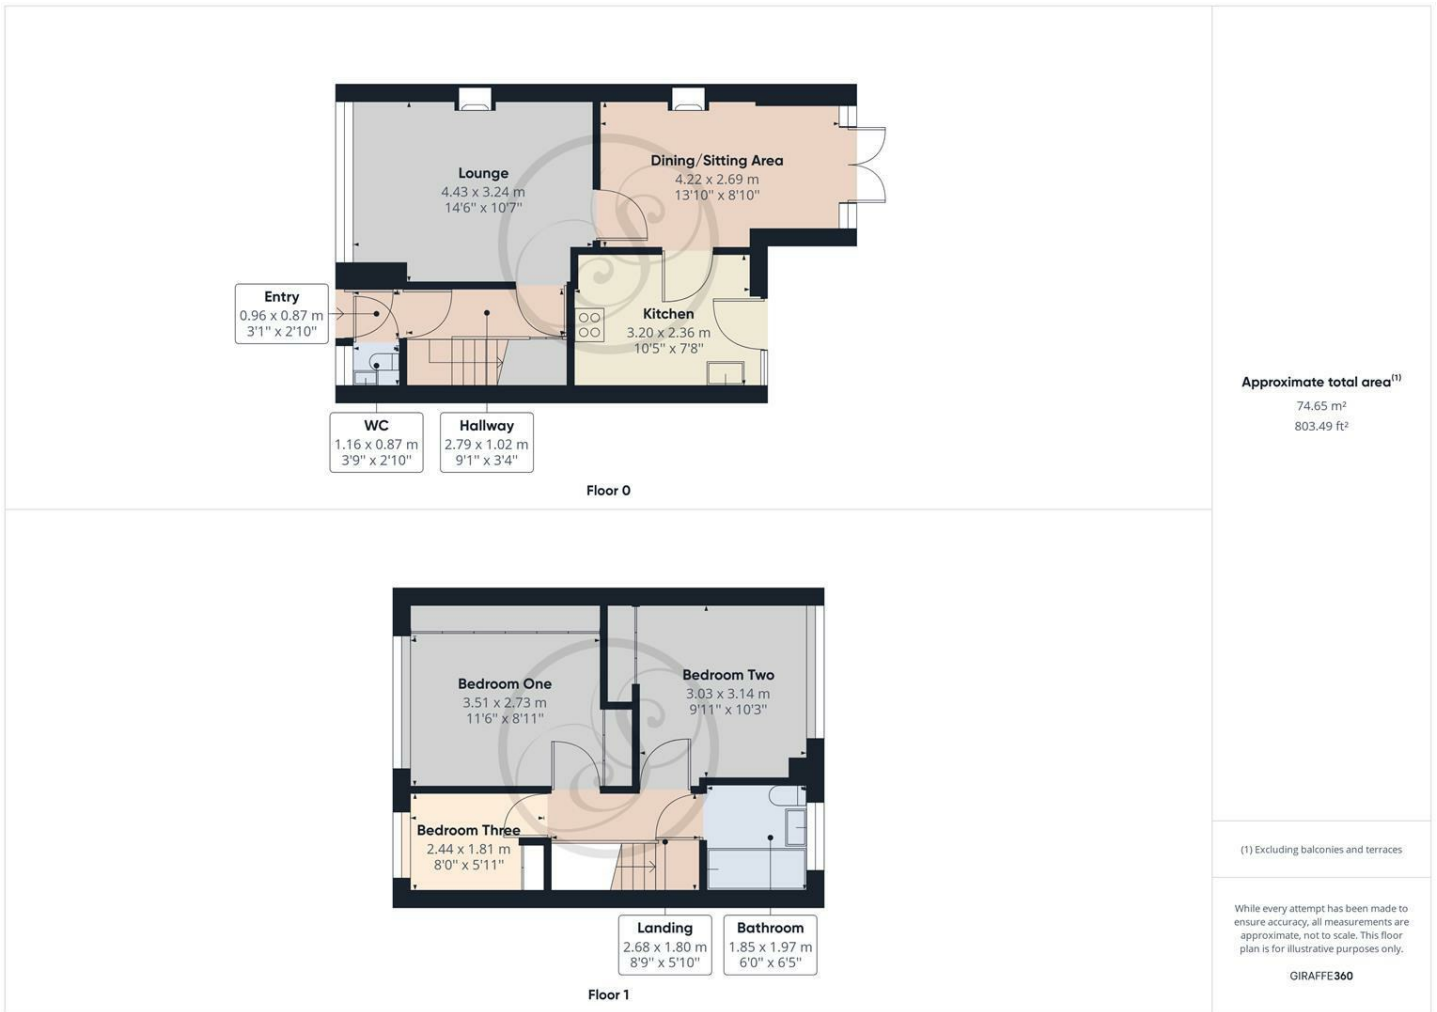 Lounge
4.43 x 3.24 m
14'6" x 10'7"
Dining/Sitting Area
4.22 x 2.69 m
13'10" x 8'10"
Entry
0.96 x 0.87 m
3'1" x 2'10"
Kitchen
3.20 x 2.36 m
10'5" x 7'8"
WC
1.16 x 0.87 m
3'9" x 2'10"
Hallway
2.79 x 1.02 m
9'1" x 3'4"
Floor 0
Approximate total area(1)
74.65 m²
803.49 ft²
Bedroom One
3.51 x 2.73 m
11'6" x 8'11"
Bedroom Two
3.03 x 3.14 m
9'11" x 10'3"
Bedroom Three
2.44 x 1.81 m
8'0" x 5'11"
Landing
2.68 x 1.80 m
8'9" x 5'10"
Bathroom
1.85 x 1.97 m
6'0" x 6'5"
Floor 1
(1) Excluding balconies and terraces
While every attempt has been made to
ensure accuracy, all measurements are
approximate, not to scale. This floor
plan is for illustrative purposes only.
GIRAFFE360